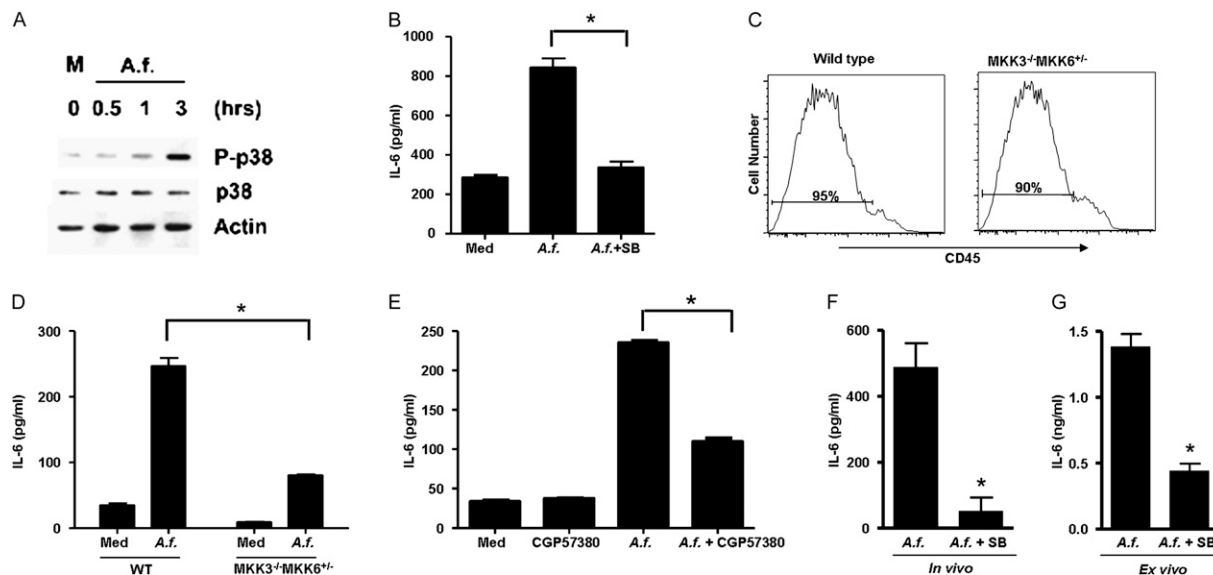 A
M A.f.
0 0.5 1 3 (hrs)
P-p38
p38
Actin
B
IL-6 (pg/ml)
1000
800
600
400
200
0
*
Med A.f. A.f.+SB
C
Wild type
MKK3-/-MKK6+/-
Cell Number
95%
90%
CD45
D
IL-6 (pg/ml)
300
200
100
0
*
Med A.f. Med A.f.
WT MKK3-/-MKK6+/-
E
IL-6 (pg/ml)
250
200
150
100
50
0
*
Med CGP57380 A.f. A.f. + CGP57380
F
IL-6 (pg/ml)
600
400
200
0
*
A.f. A.f. + SB
In vivo
G
IL-6 (ng/ml)
1.5
1.0
0.5
0.0
*
A.f. A.f. + SB
Ex vivo